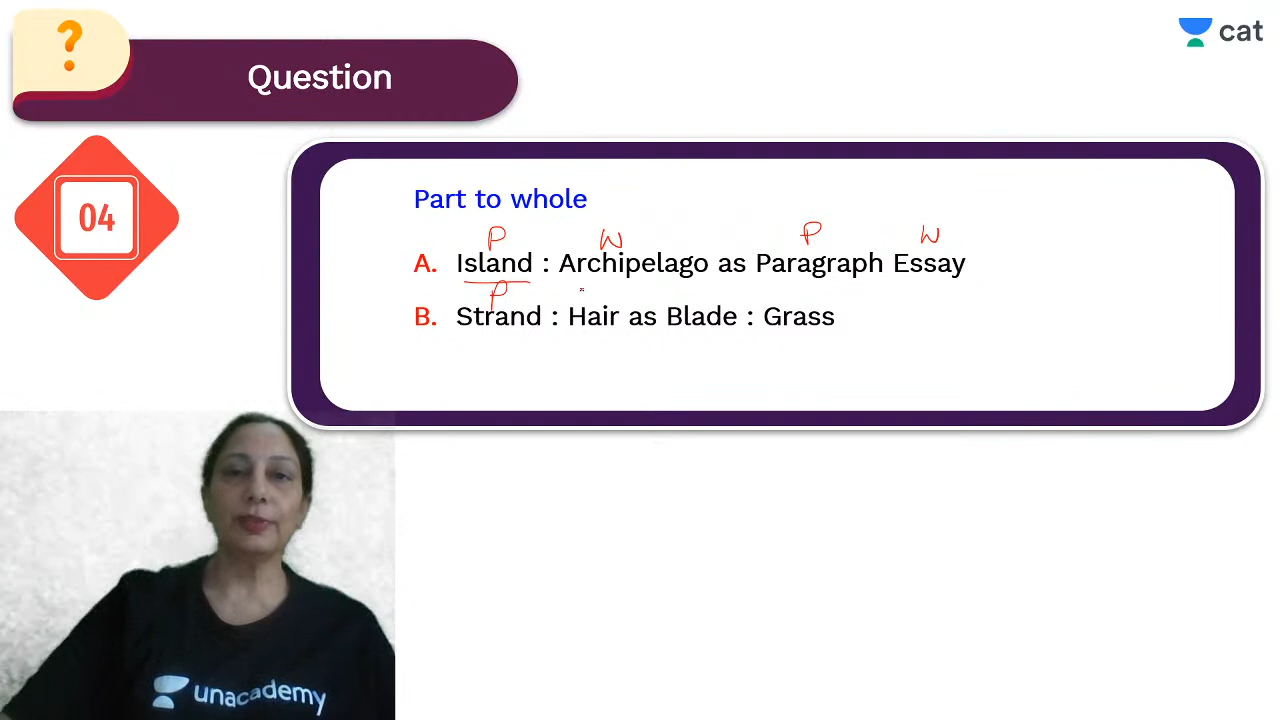 ?
Question
cat
04
Part to whole
P W P W
A. Island : Archipelago as Paragraph Essay
P
B. Strand : Hair as Blade : Grass
unacademy